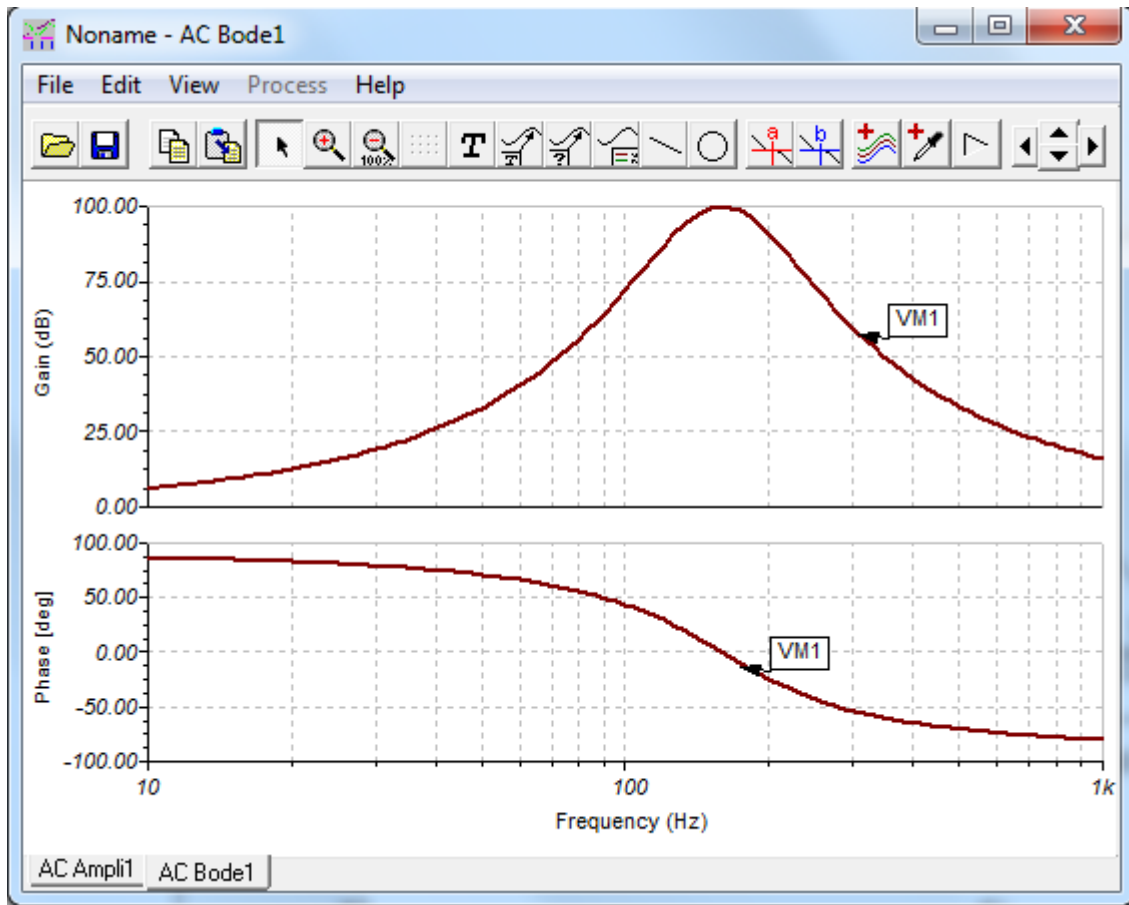 Noname - AC Bode1
File Edit View Process Help
100%
T
T
?
=x
a
b
100.00
75.00
50.00
25.00
0.00
Gain (dB)
VM1
100.00
50.00
0.00
-50.00
-100.00
Phase [deg]
VM1
10 100 1k
Frequency (Hz)
AC Ampli1 AC Bode1